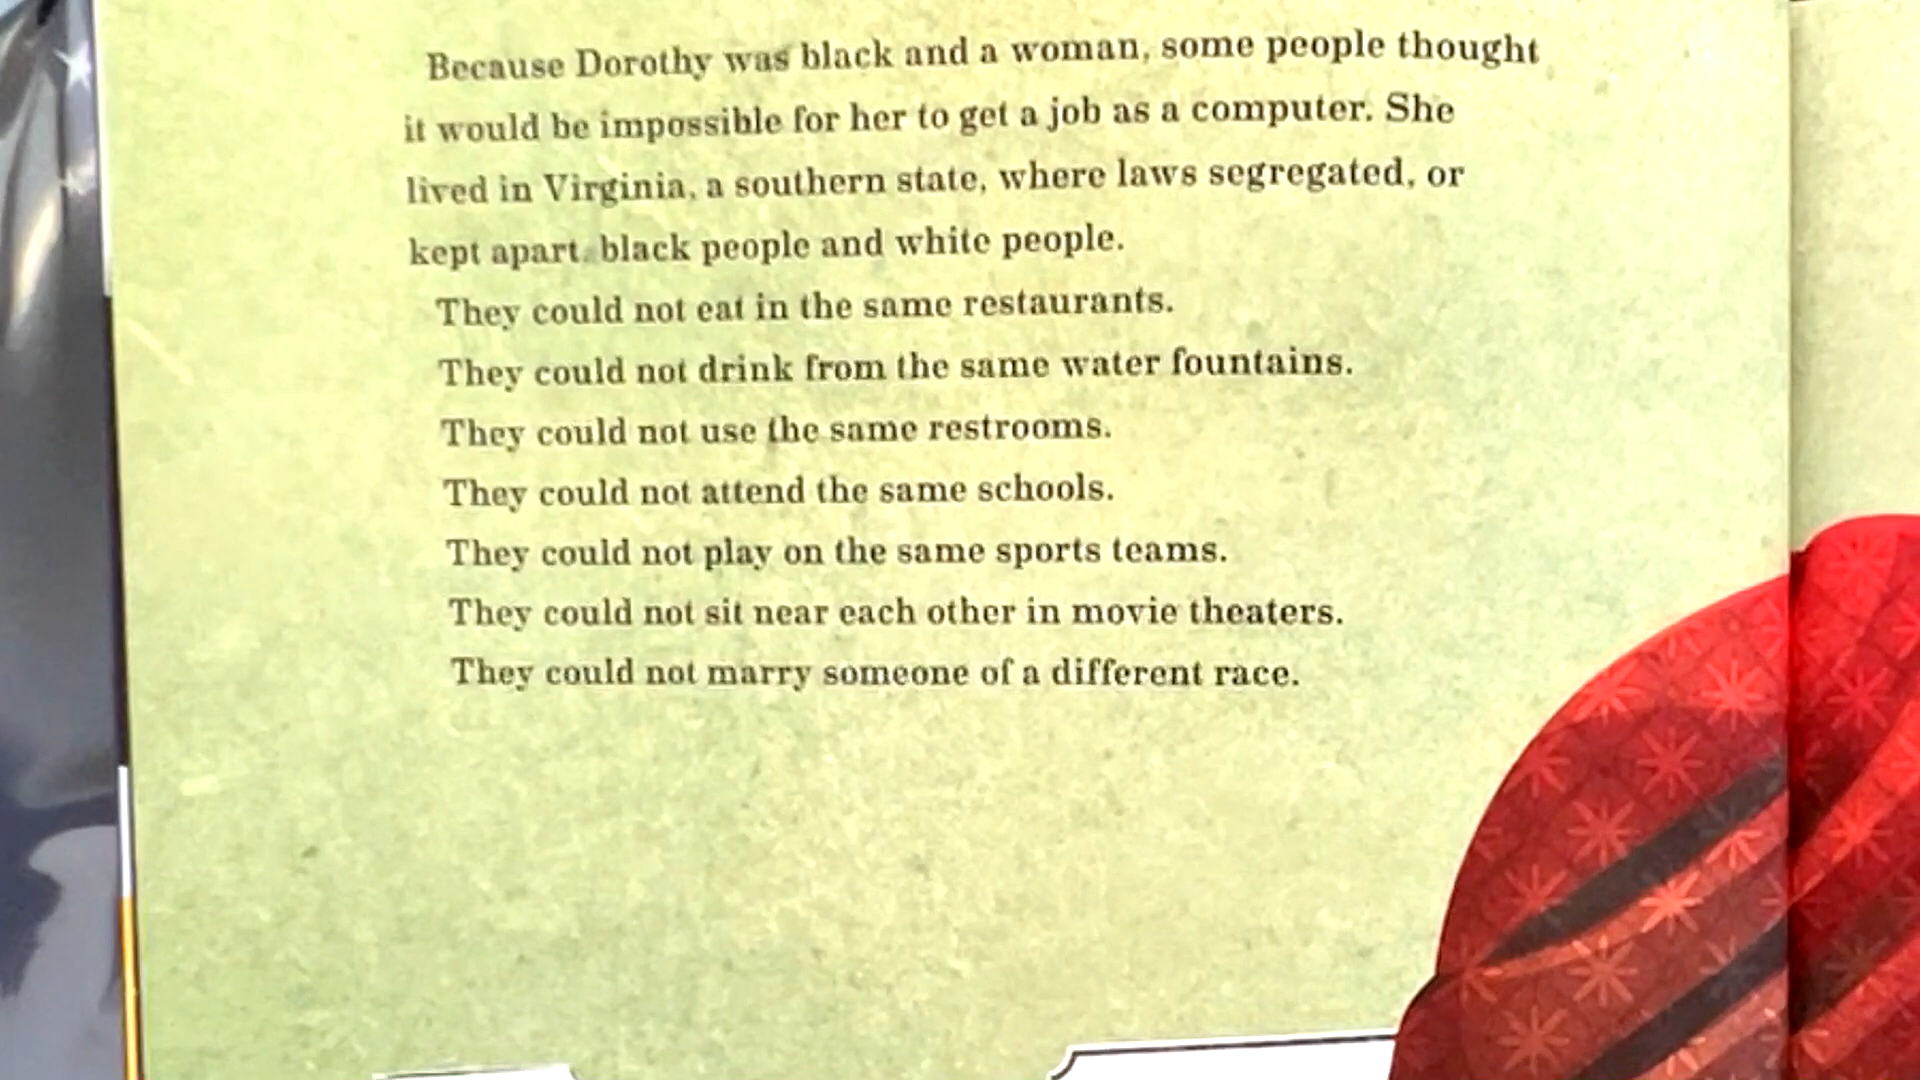 Because Dorothy was black and a woman, some people thought
it would be impossible for her to get a job as a computer. She
lived in Virginia, a southern state, where laws segregated, or
kept apart, black people and white people.
They could not eat in the same restaurants.
They could not drink from the same water fountains.
They could not use the same restrooms.
They could not attend the same schools.
They could not play on the same sports teams.
They could not sit near each other in movie theaters.
They could not marry someone of a different race.